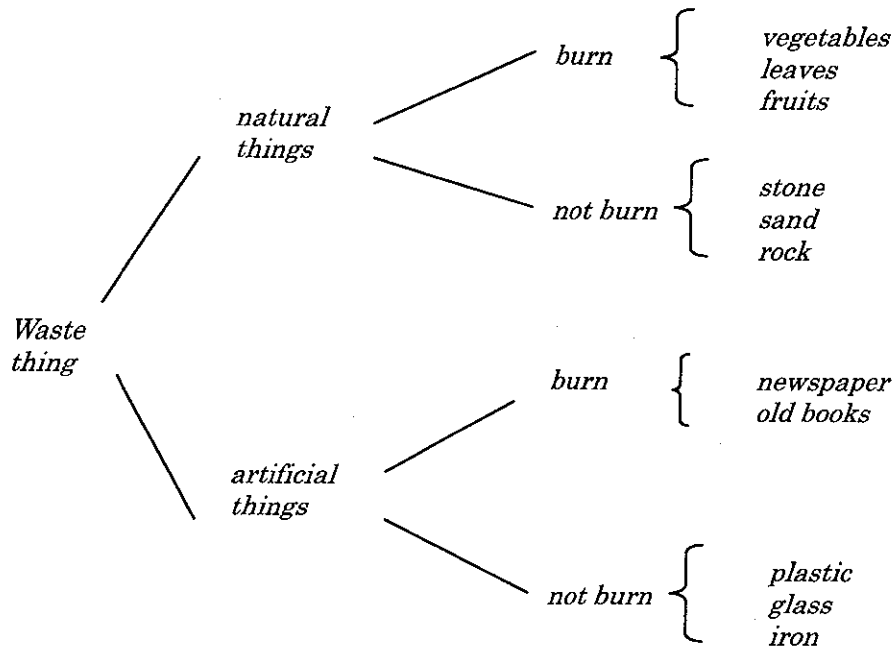 burn
vegetables
leaves
fruits
natural
things
not burn
stone
sand
rock
Waste
thing
burn
newspaper
old books
artificial
things
not burn
plastic
glass
iron